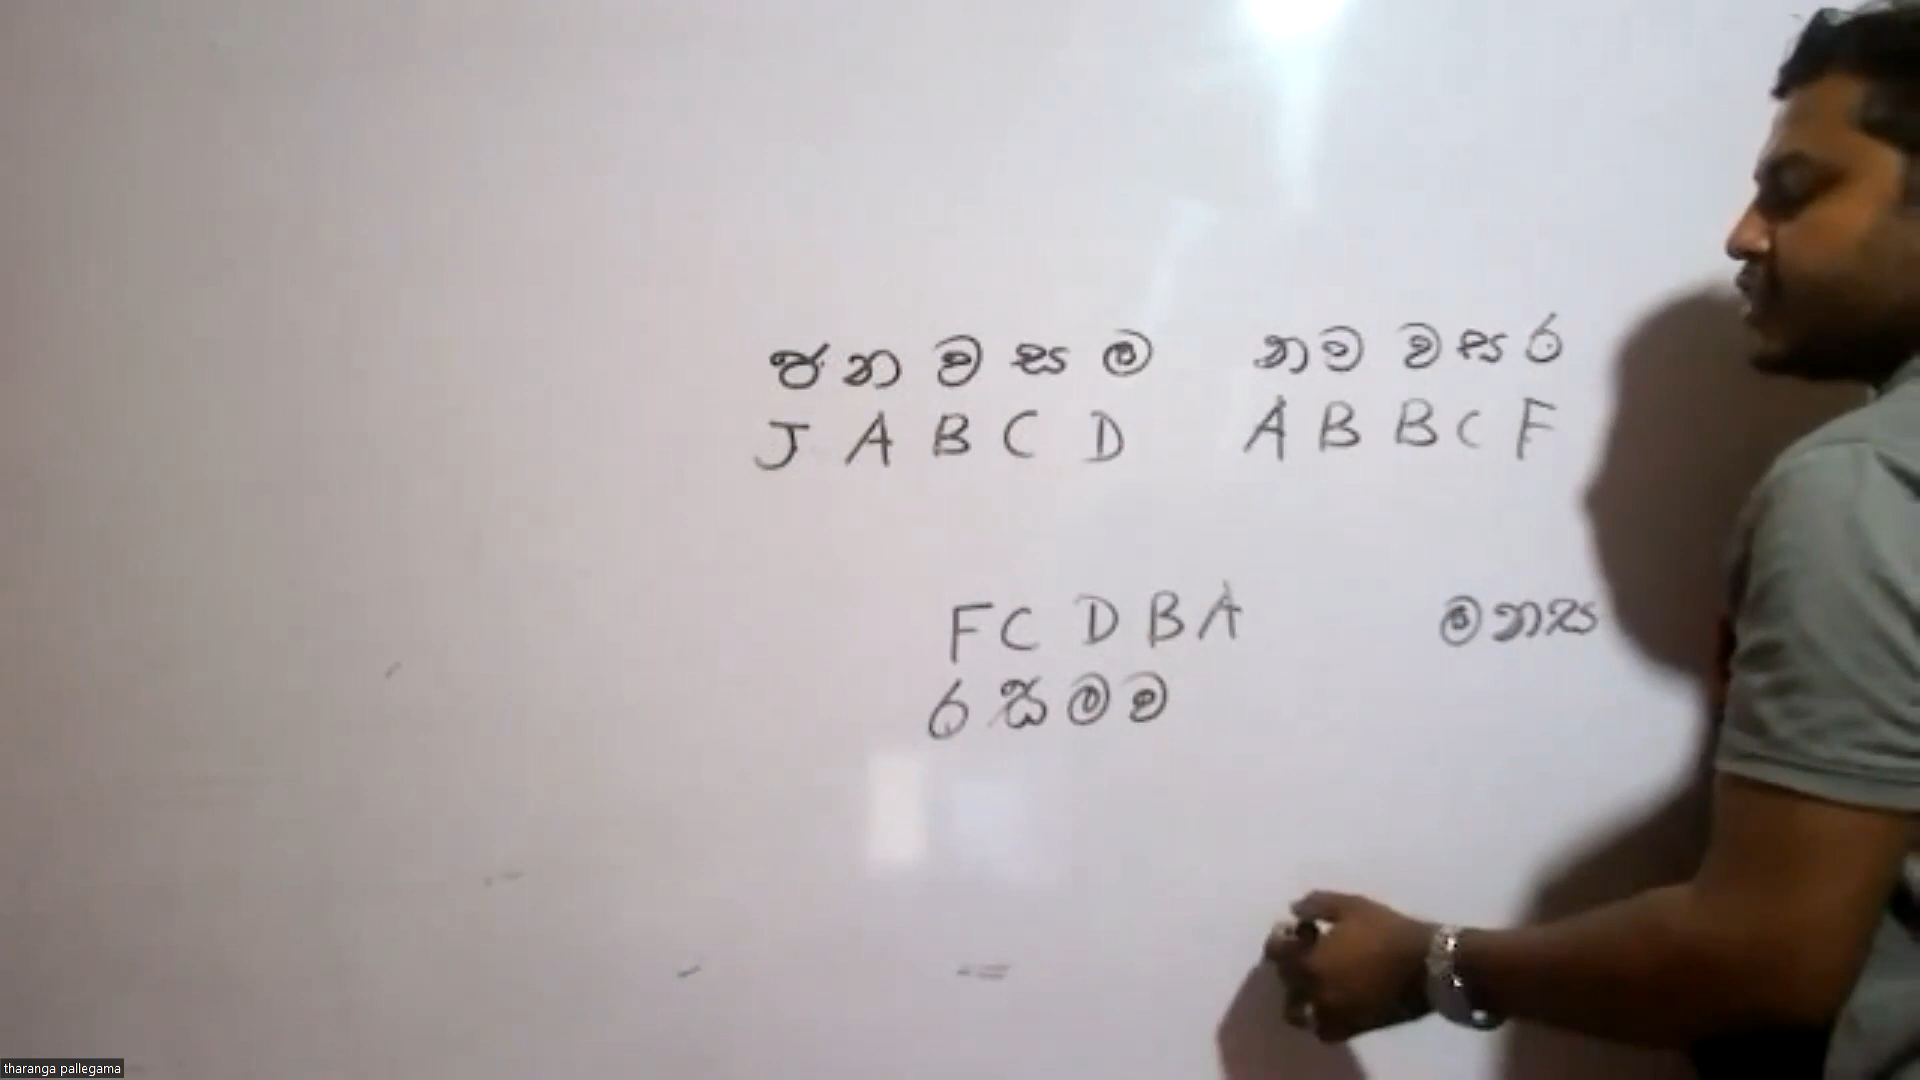 ජ න ව ස ම න ව ව ස ර
J A B C D A B B C F
F C D B A මනස
ර ස ම ව
tharanga pallegama